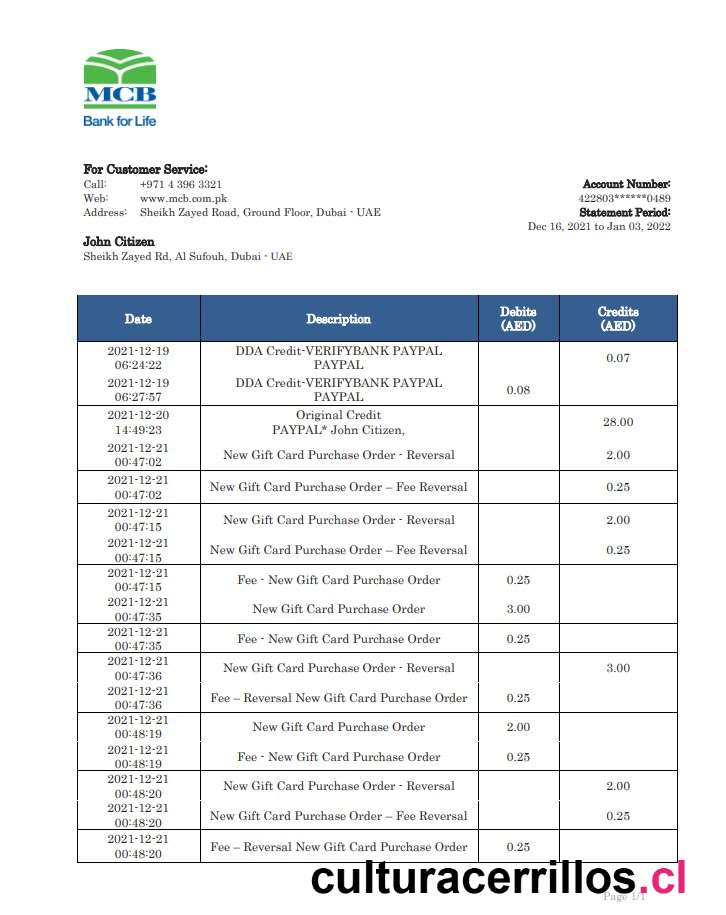 MCB
Bank for Life
For Customer Service:
Call: +971 4 396 3321
Web: www.mcb.com.pk
Address: Sheikh Zayed Road, Ground Floor, Dubai - UAE
Account Number:
422803******0489
Statement Period:
Dec 16, 2021 to Jan 03, 2022
John Citizen
Sheikh Zayed Rd, Al Sufouh, Dubai - UAE
Date Description Debits (AED) Credits (AED)
2021-12-19 DDA Credit-VERIFYBANK PAYPAL
06:24:22 PAYPAL 0.07
2021-12-19 DDA Credit-VERIFYBANK PAYPAL
06:27:57 PAYPAL 0.08
2021-12-20 Original Credit
14:49:23 PAYPAL* John Citizen, 28.00
2021-12-21
00:47:02 New Gift Card Purchase Order - Reversal 2.00
2021-12-21
00:47:02 New Gift Card Purchase Order – Fee Reversal 0.25
2021-12-21
00:47:15 New Gift Card Purchase Order - Reversal 2.00
2021-12-21
00:47:15 New Gift Card Purchase Order – Fee Reversal 0.25
2021-12-21
00:47:15 Fee - New Gift Card Purchase Order 0.25
2021-12-21
00:47:35 New Gift Card Purchase Order 3.00
2021-12-21
00:47:35 Fee - New Gift Card Purchase Order 0.25
2021-12-21
00:47:36 New Gift Card Purchase Order - Reversal 3.00
2021-12-21
00:47:36 Fee – Reversal New Gift Card Purchase Order 0.25
2021-12-21
00:48:19 New Gift Card Purchase Order 2.00
2021-12-21
00:48:19 Fee - New Gift Card Purchase Order 0.25
2021-12-21
00:48:20 New Gift Card Purchase Order - Reversal 2.00
2021-12-21
00:48:20 New Gift Card Purchase Order – Fee Reversal 0.25
2021-12-21
00:48:20 Fee – Reversal New Gift Card Purchase Order 0.25
culturacerrillos.cl
Page 1/1